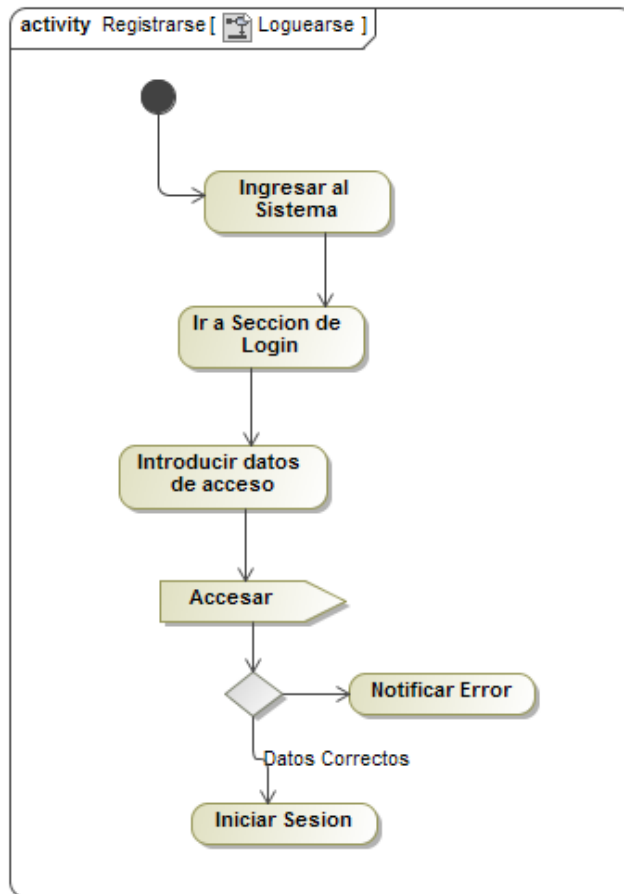 activity Registrarse[ Loguearse ]
Ingresar al
Sistema
Ir a Seccion de
Login
Introducir datos
de acceso
Accesar
Notificar Error
Datos Correctos
Iniciar Sesion